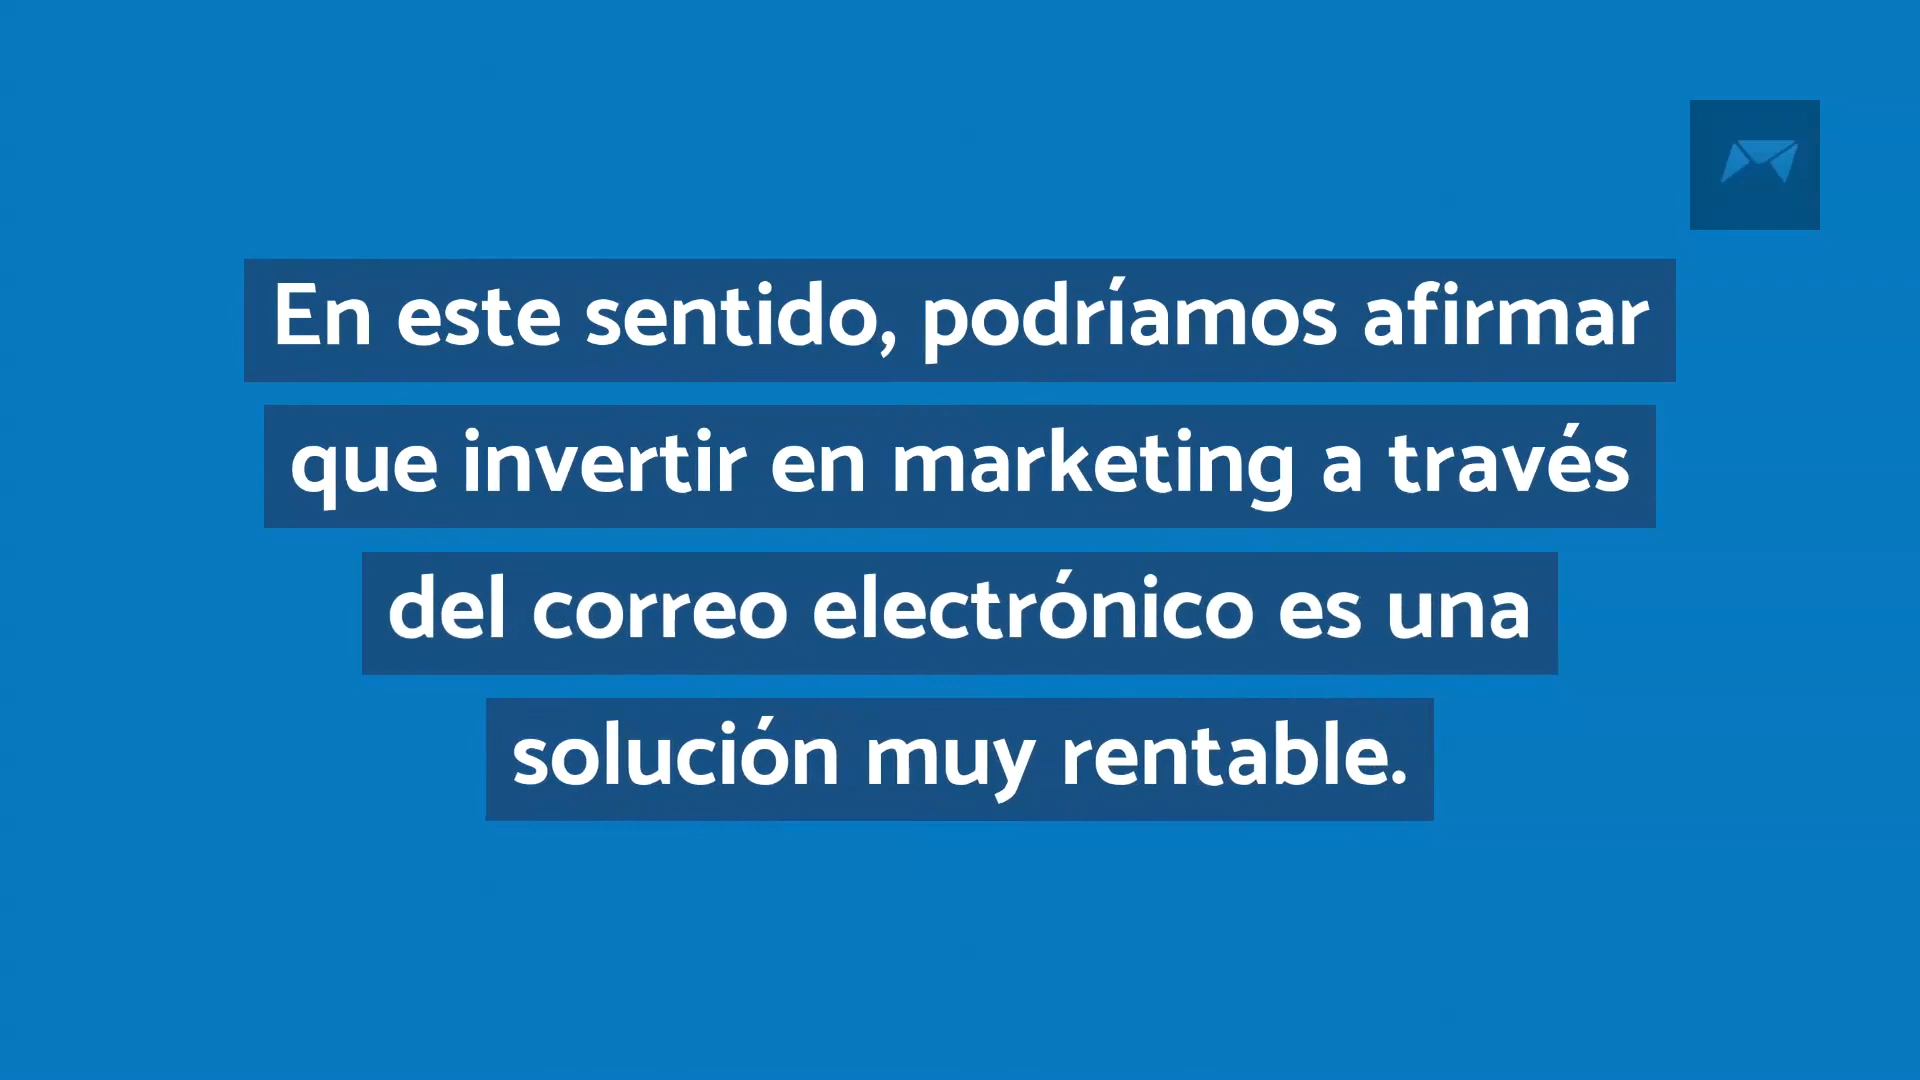 En este sentido, podríamos afirmar
que invertir en marketing a través
del correo electrónico es una
solución muy rentable.